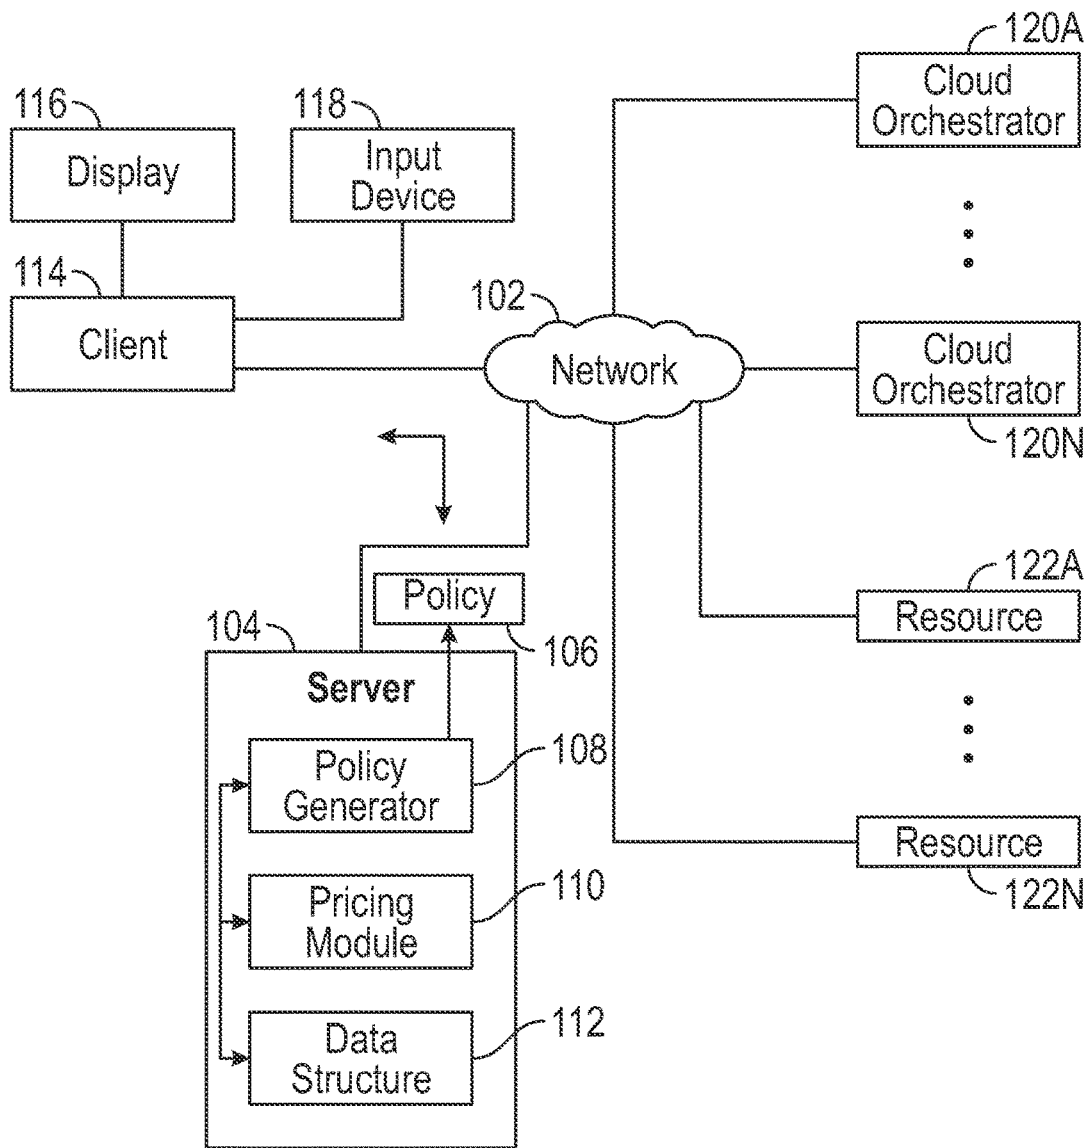 120A
Cloud
Orchestrator
116
Display
118
Input
Device
114
Client
102
Network
Cloud
Orchestrator
120N
122A
Resource
Policy
106
104
Server
Policy
Generator
108
Resource
122N
Pricing
Module
110
Data
Structure
112